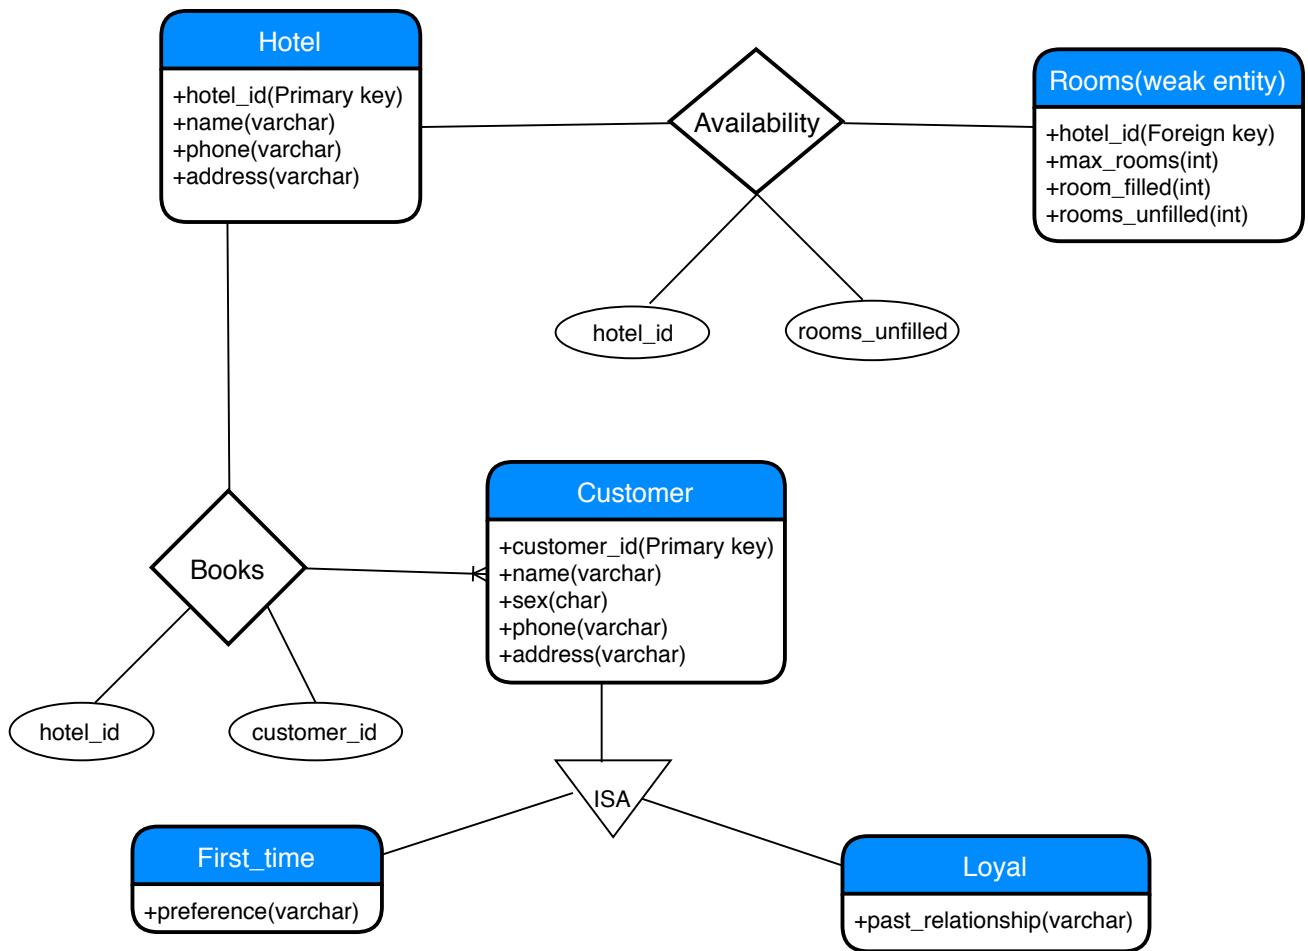 Hotel
+hotel_id(Primary key)
+name(varchar)
+phone(varchar)
+address(varchar)
Availability
Rooms(weak entity)
+hotel_id(Foreign key)
+max_rooms(int)
+room_filled(int)
+rooms_unfilled(int)
hotel_id
rooms_unfilled
Books
Customer
+customer_id(Primary key)
+name(varchar)
+sex(char)
+phone(varchar)
+address(varchar)
hotel_id
customer_id
ISA
First_time
+preference(varchar)
Loyal
+past_relationship(varchar)